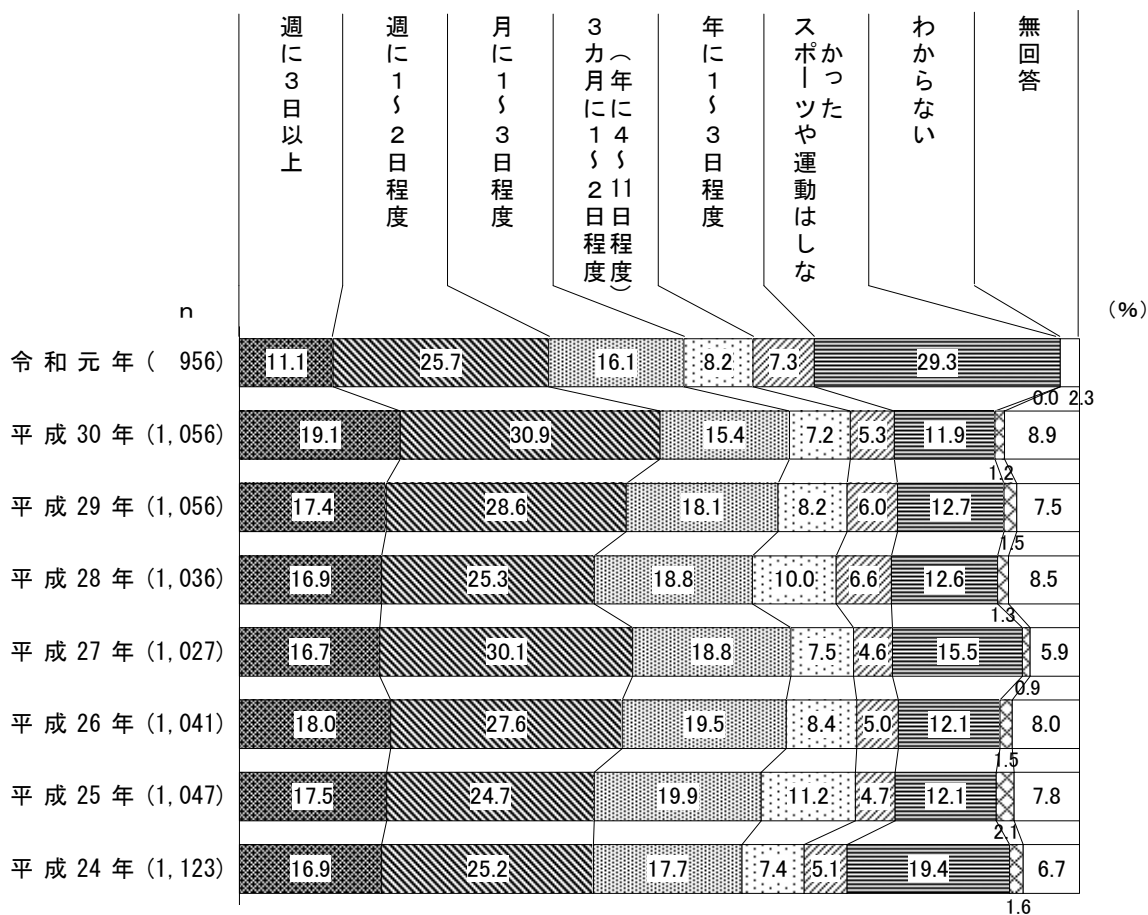 週に３日以上
週に１～２日程度
月に１～３日程度
３カ月に１～２日程度
（年に４～11日程度）
年に１～３日程度
スポーツや運動はしな
かった
わからない
無回答
n
(%)
令和元年( 956)
11.1 25.7 16.1 8.2 7.3 29.3
0.0 2.3
平成30年(1,056)
19.1 30.9 15.4 7.2 5.3 11.9 8.9
1.2
平成29年(1,056)
17.4 28.6 18.1 8.2 6.0 12.7 7.5
1.5
平成28年(1,036)
16.9 25.3 18.8 10.0 6.6 12.6 8.5
1.3
平成27年(1,027)
16.7 30.1 18.8 7.5 4.6 15.5 5.9
0.9
平成26年(1,041)
18.0 27.6 19.5 8.4 5.0 12.1 8.0
1.5
平成25年(1,047)
17.5 24.7 19.9 11.2 4.7 12.1 7.8
2.1
平成24年(1,123)
16.9 25.2 17.7 7.4 5.1 19.4 6.7
1.6